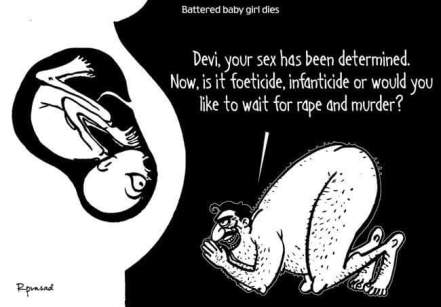 Battered baby girl dies
Devi, your sex has been determined.
Now, is it foeticide, infanticide or would you
like to wait for rape and murder?
Rprasad